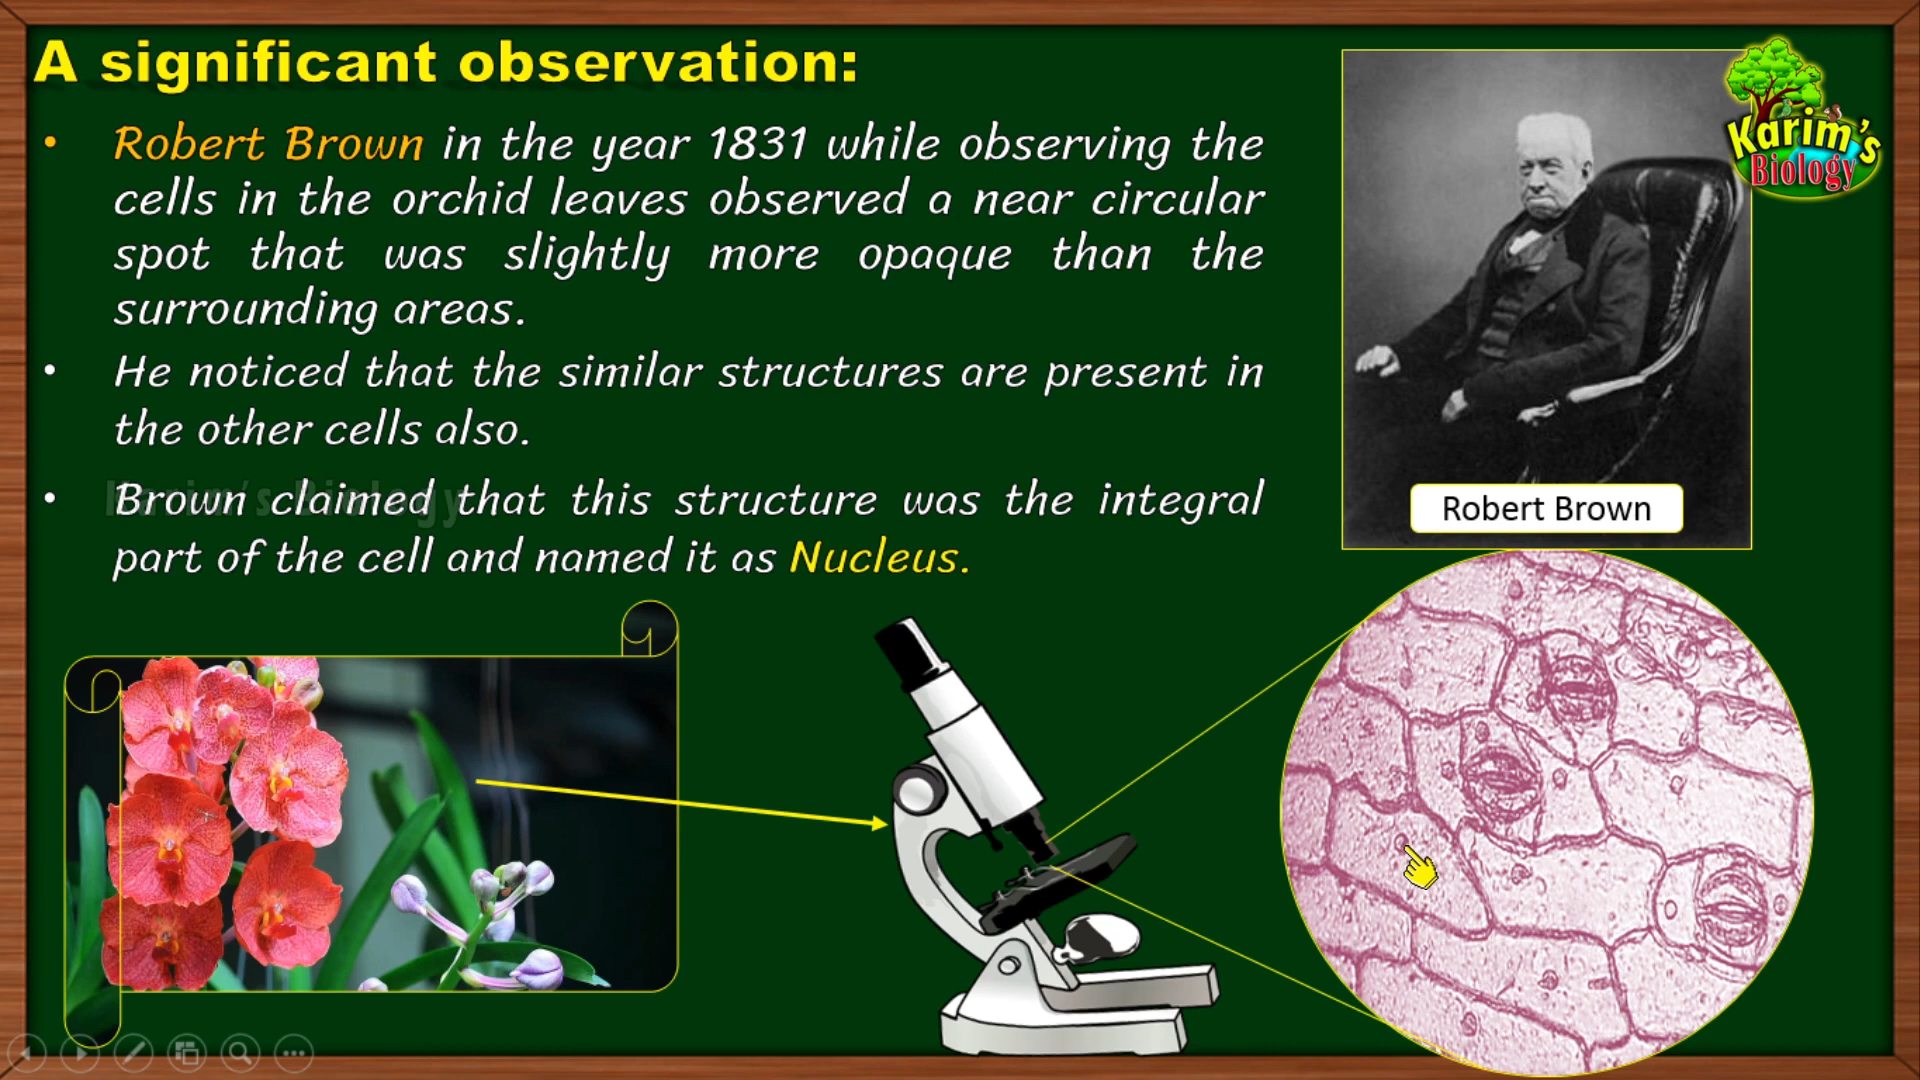 A significant observation:
• Robert Brown in the year 1831 while observing the
cells in the orchid leaves observed a near circular
spot that was slightly more opaque than the
surrounding areas.
• He noticed that the similar structures are present in
the other cells also.
• Brown claimed that this structure was the integral
part of the cell and named it as Nucleus.
Karim's Biology
Karim's
Biology
Robert Brown